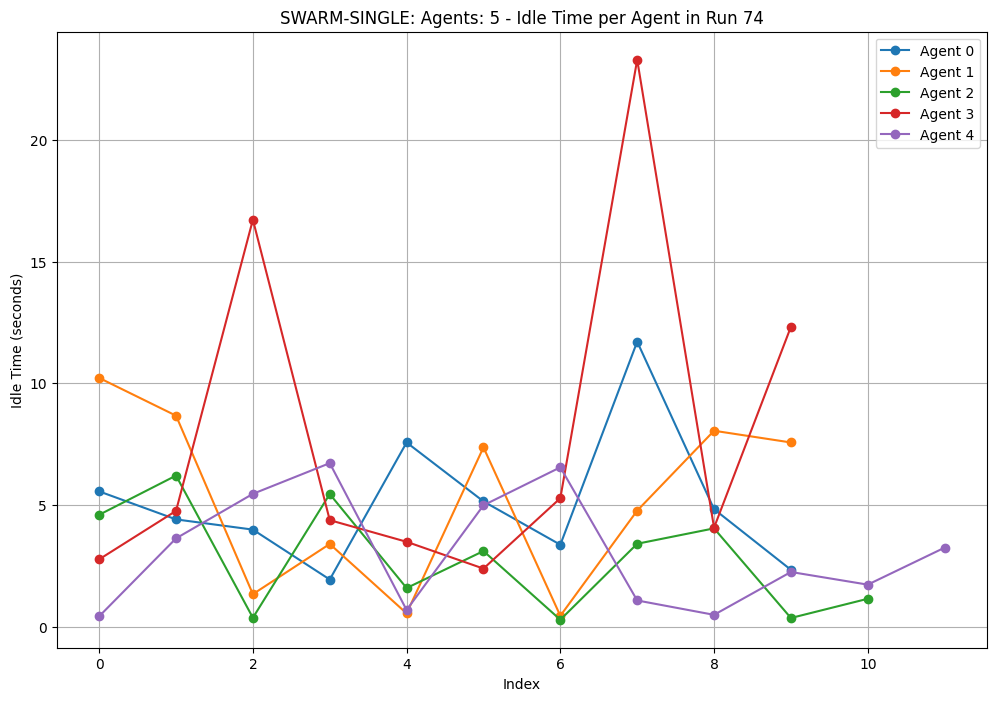 SWARM-SINGLE: Agents: 5 - Idle Time per Agent in Run 74
Agent 0
Agent 1
Agent 2
Agent 3
Agent 4
Idle Time (seconds)
20
15
10
5
0
0 2 4 6 8 10
Index